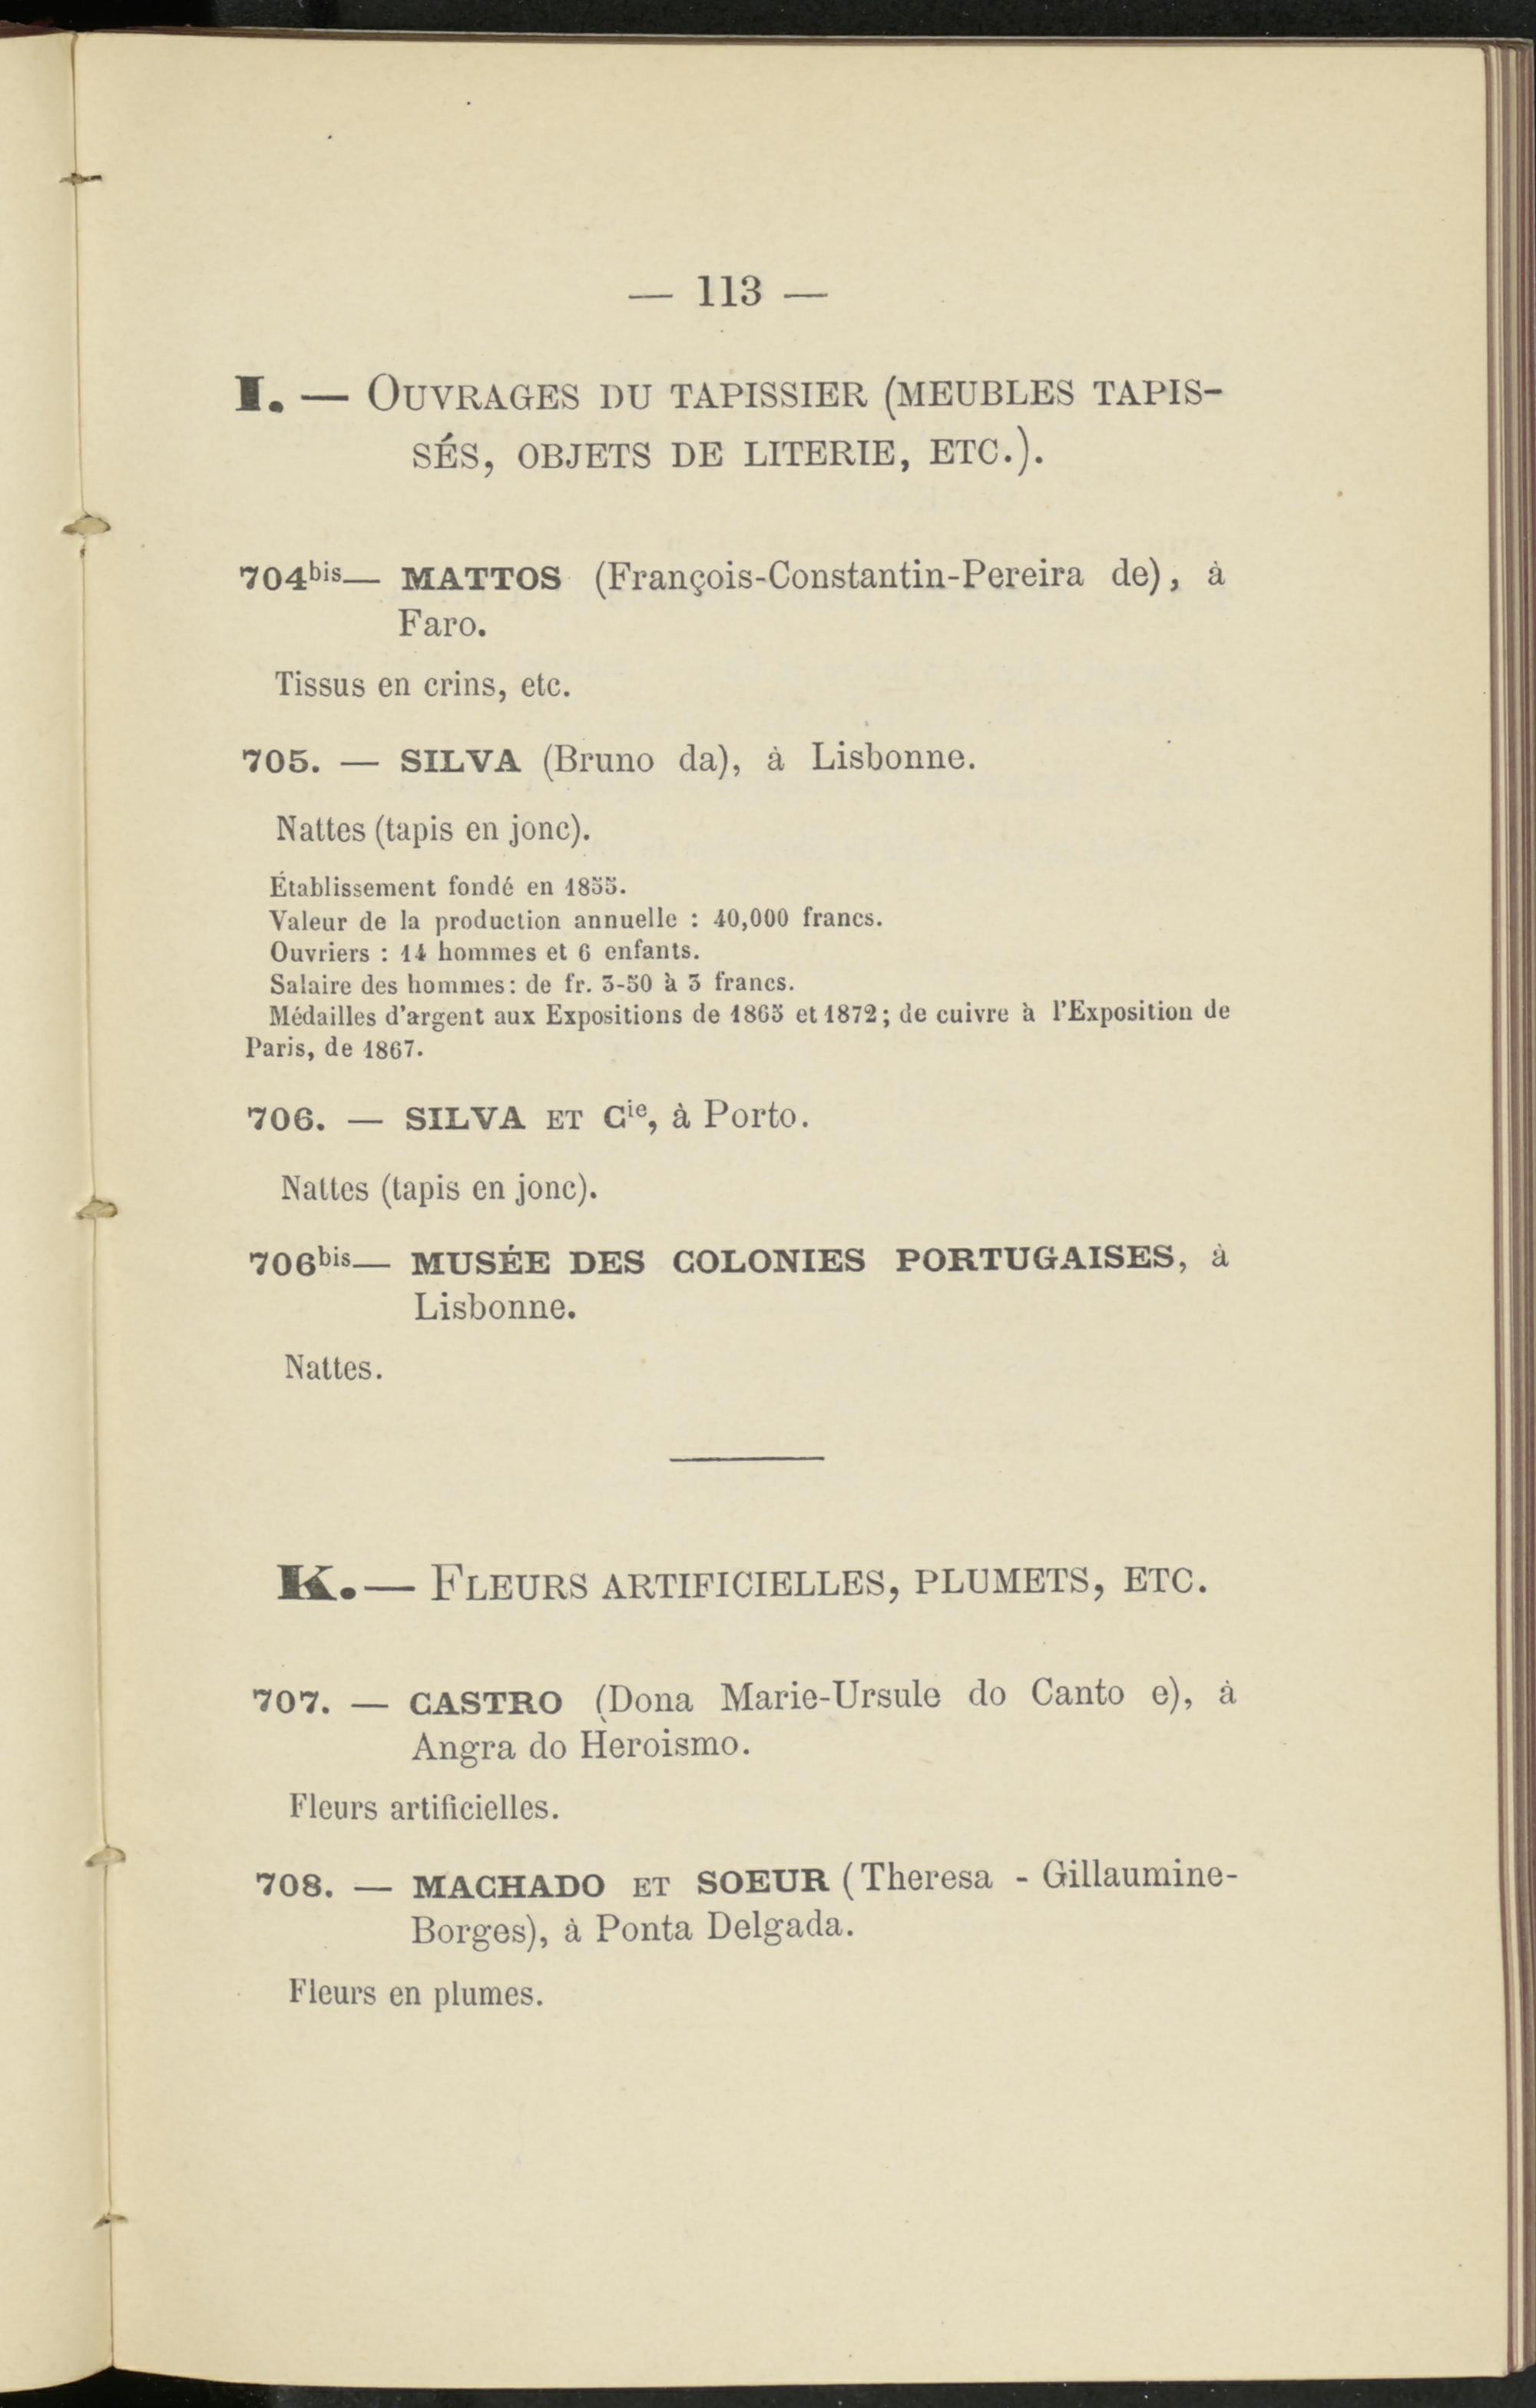 — 113 —
I. — OUVRAGES DU TAPISSIER (MEUBLES TAPIS-
SÉS, OBJETS DE LITERIE, ETC.).
704bis— MATTOS (François-Constantin-Pereira de), à
Faro.
Tissus en crins, etc.
705. — SILVA (Bruno da), à Lisbonne.
Nattes (tapis en jonc).
Établissement fondé en 1855.
Valeur de la production annuelle : 40,000 francs.
Ouvriers : 14 hommes et 6 enfants.
Salaire des hommes: de fr. 3-50 à 3 francs.
Médailles d'argent aux Expositions de 1865 et 1872; de cuivre à l'Exposition de
Paris, de 1867.
706. — SILVA ET Cie, à Porto.
Nattes (tapis en jonc).
706bis— MUSÉE DES COLONIES PORTUGAISES, à
Lisbonne.
Nattes.
K. — FLEURS ARTIFICIELLES, PLUMETS, ETC.
707. — CASTRO (Dona Marie-Ursule do Canto e), à
Angra do Heroismo.
Fleurs artificielles.
708. — MACHADO ET SOEUR (Theresa - Gillaumine-
Borges), à Ponta Delgada.
Fleurs en plumes.